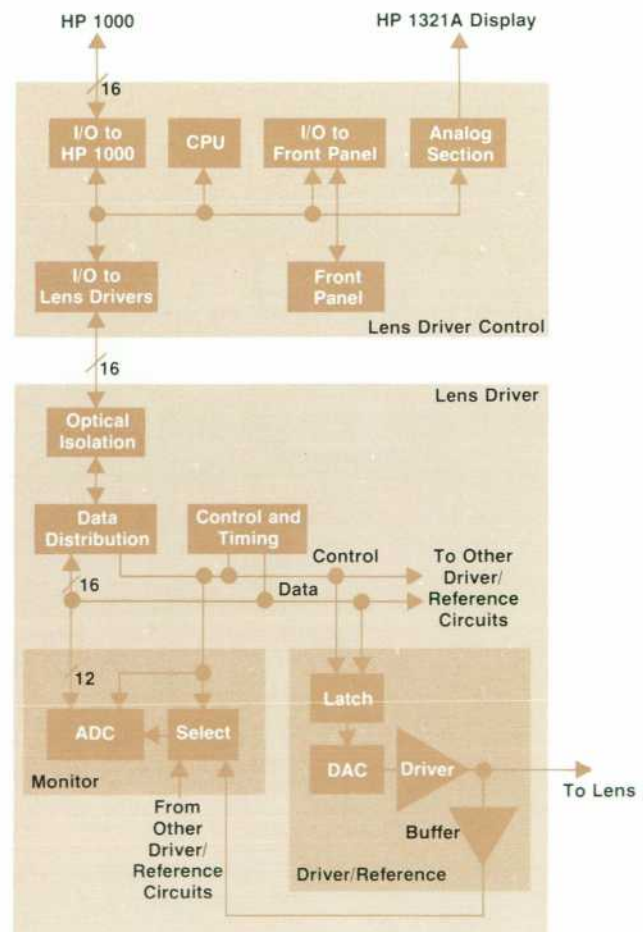 HP 1000
HP 1321A Display
16
I/O to
HP 1000
CPU
I/O to
Front Panel
Analog
Section
I/O to
Lens Drivers
Front
Panel
Lens Driver Control
16
Lens Driver
Optical
Isolation
Data
Distribution
Control and
Timing
Control
To Other
Driver/
Reference
Circuits
16
Data
12
ADC
Select
Monitor
From
Other
Driver/
Reference
Circuits
Latch
DAC
Driver
To Lens
Buffer
Driver/Reference